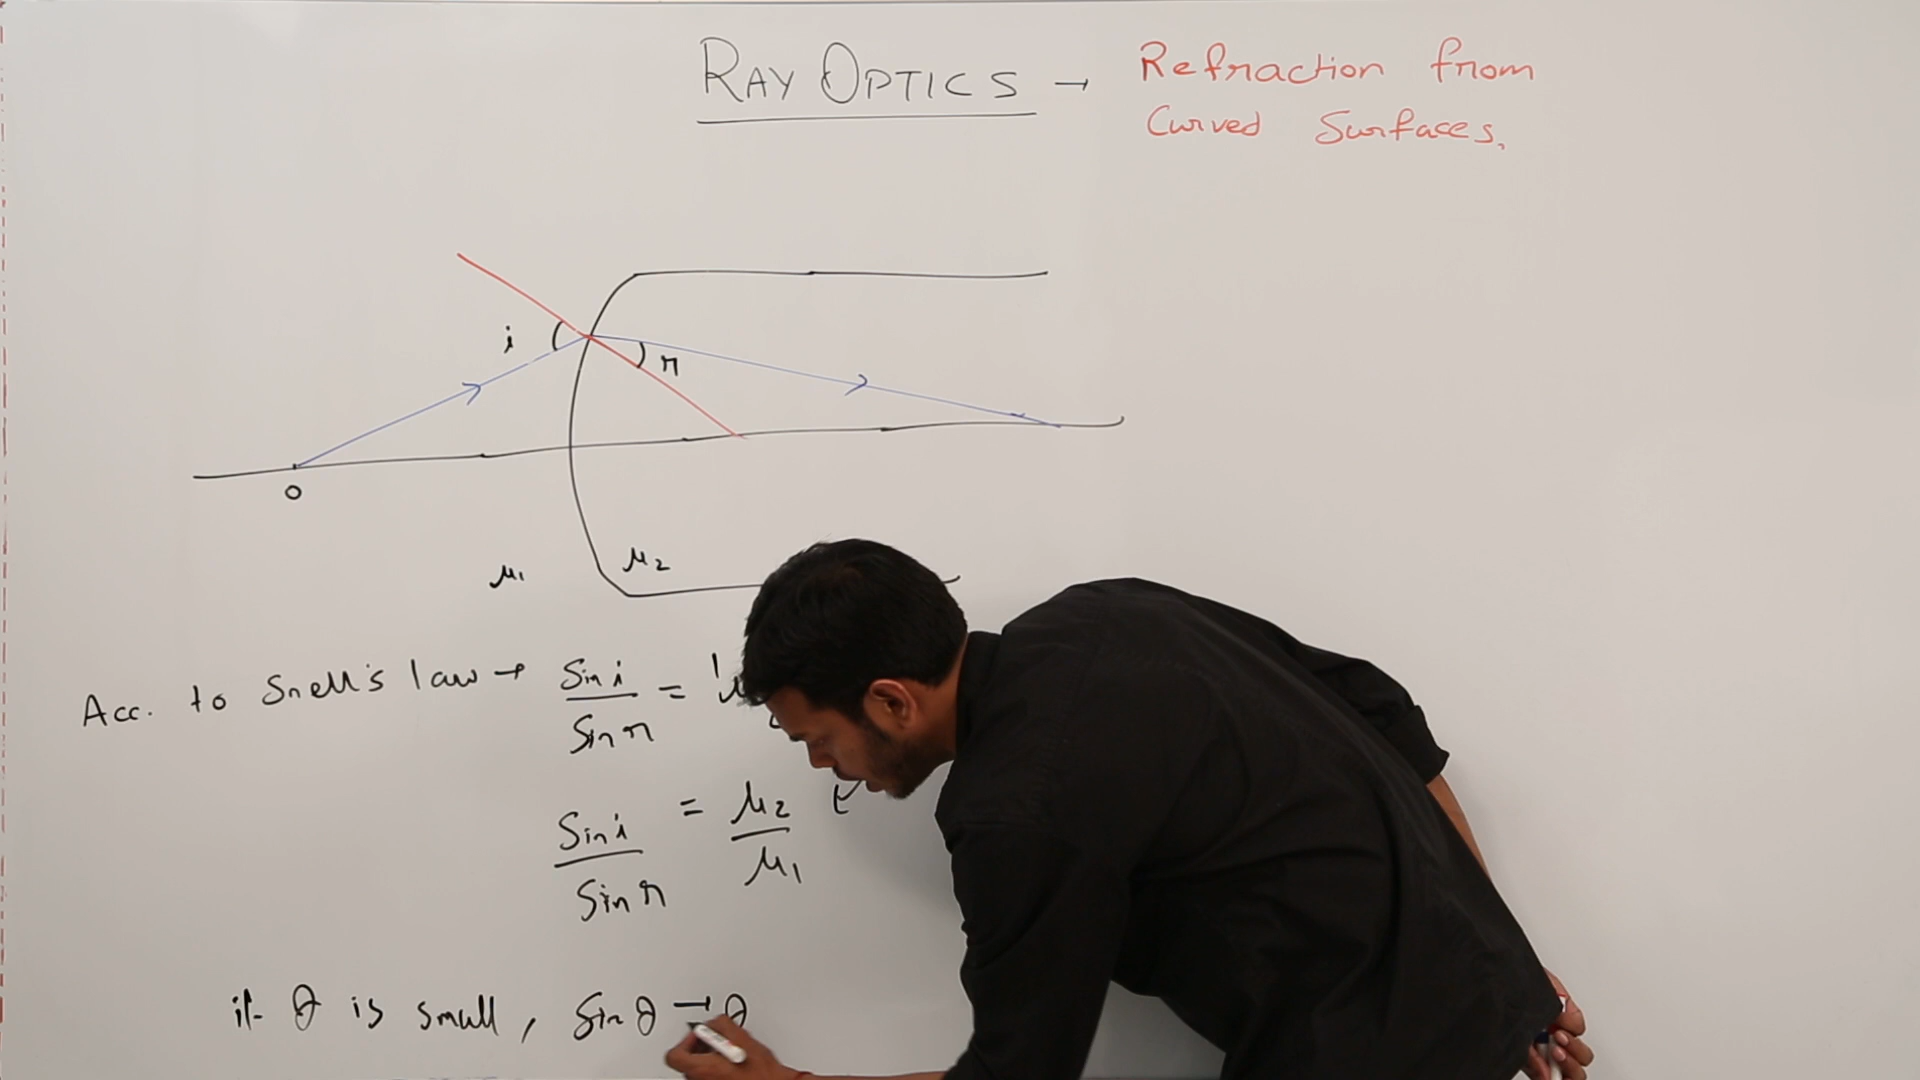 RAY OPTICS → Refraction from
Curved Surfaces.
i
r
O
μ₁
μ₂
Acc. to Snell's law → Sin i / Sin r = ¹μ
Sin i / Sin r = μ₂ / μ₁
if θ is small, Sin θ → θ